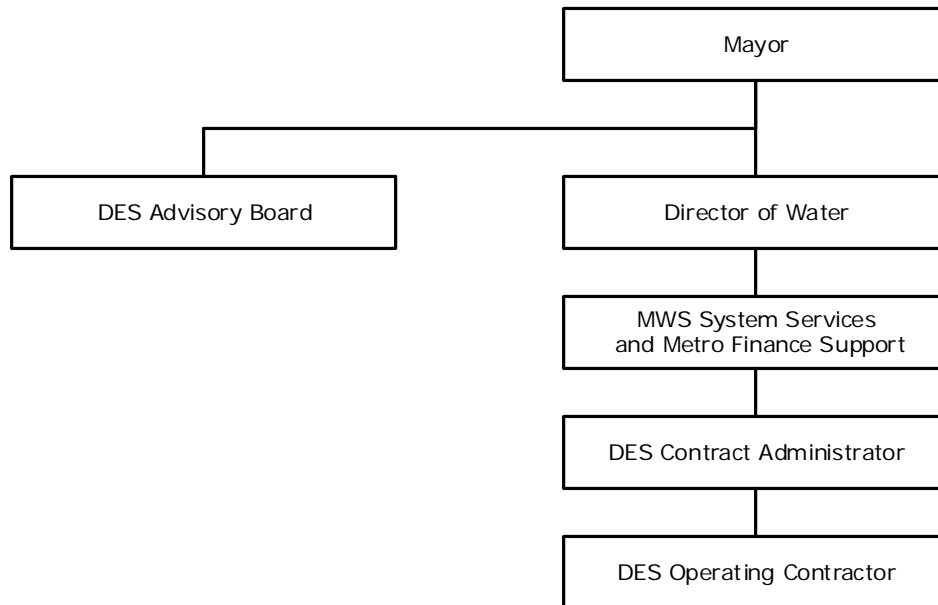 Mayor
DES Advisory Board
Director of Water
MWS System Services
and Metro Finance Support
DES Contract Administrator
DES Operating Contractor